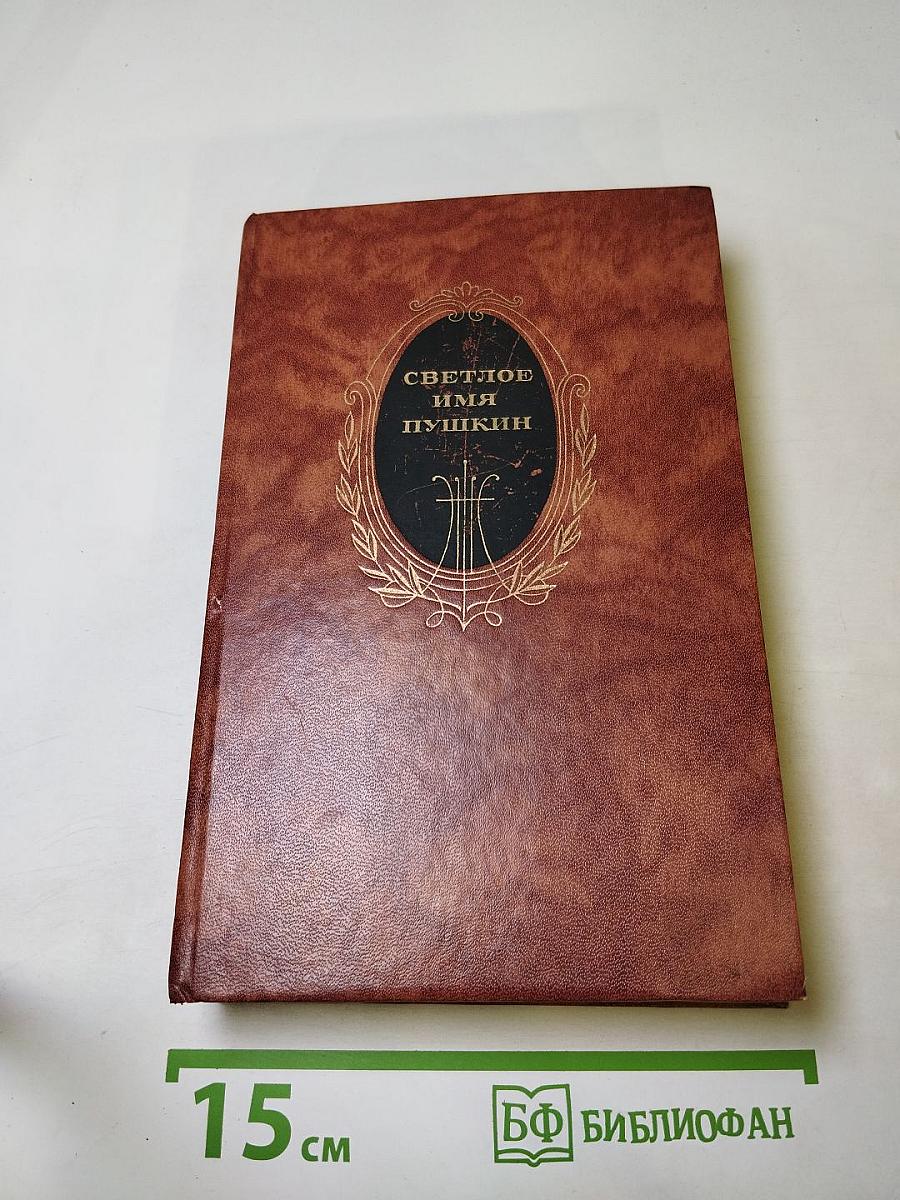 СВЕТЛОЕ
ИМЯ
ПУШКИН
15 см
БФ БИБЛИОФАН